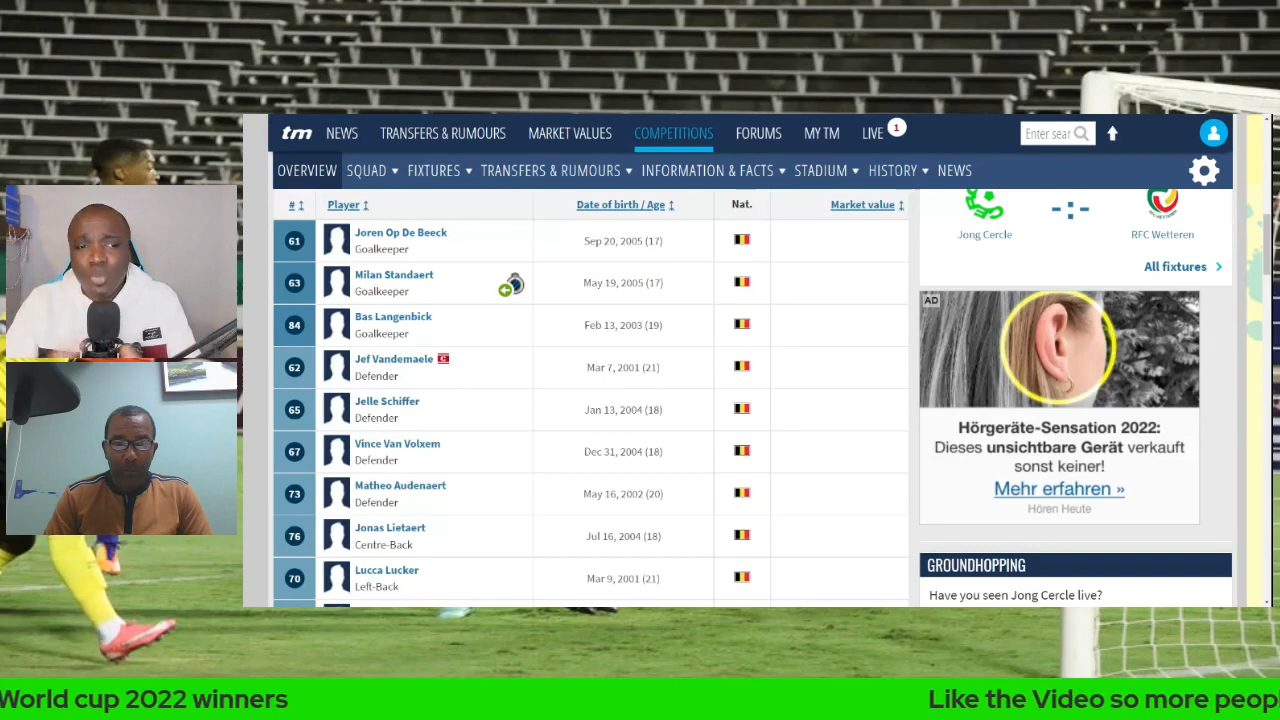 tm NEWS TRANSFERS & RUMOURS MARKET VALUES COMPETITIONS FORUMS MY TM LIVE 1 Enter sear
OVERVIEW SQUAD FIXTURES TRANSFERS & RUMOURS INFORMATION & FACTS STADIUM HISTORY NEWS
# Player Date of birth / Age Nat. Market value
61 Joren Op De Beeck Sep 20, 2005 (17)
Goalkeeper
63 Milan Standaert May 19, 2005 (17)
Goalkeeper
84 Bas Langenbick Feb 13, 2003 (19)
Goalkeeper
62 Jef Vandemaele C Mar 7, 2001 (21)
Defender
65 Jelle Schiffer Jan 13, 2004 (18)
Defender
67 Vince Van Volxem Dec 31, 2004 (18)
Defender
73 Matheo Audenaert May 16, 2002 (20)
Defender
76 Jonas Lietaert Jul 16, 2004 (18)
Centre-Back
70 Lucca Lucker Mar 9, 2001 (21)
Left-Back
-:-
Jong Cercle RFC Wetteren
All fixtures
AD
Hörgeräte-Sensation 2022:
Dieses unsichtbare Gerät verkauft
sonst keiner!
Mehr erfahren »
Hören Heute
GROUNDHOPPING
Have you seen Jong Cercle live?
World cup 2022 winners
Like the Video so more peop